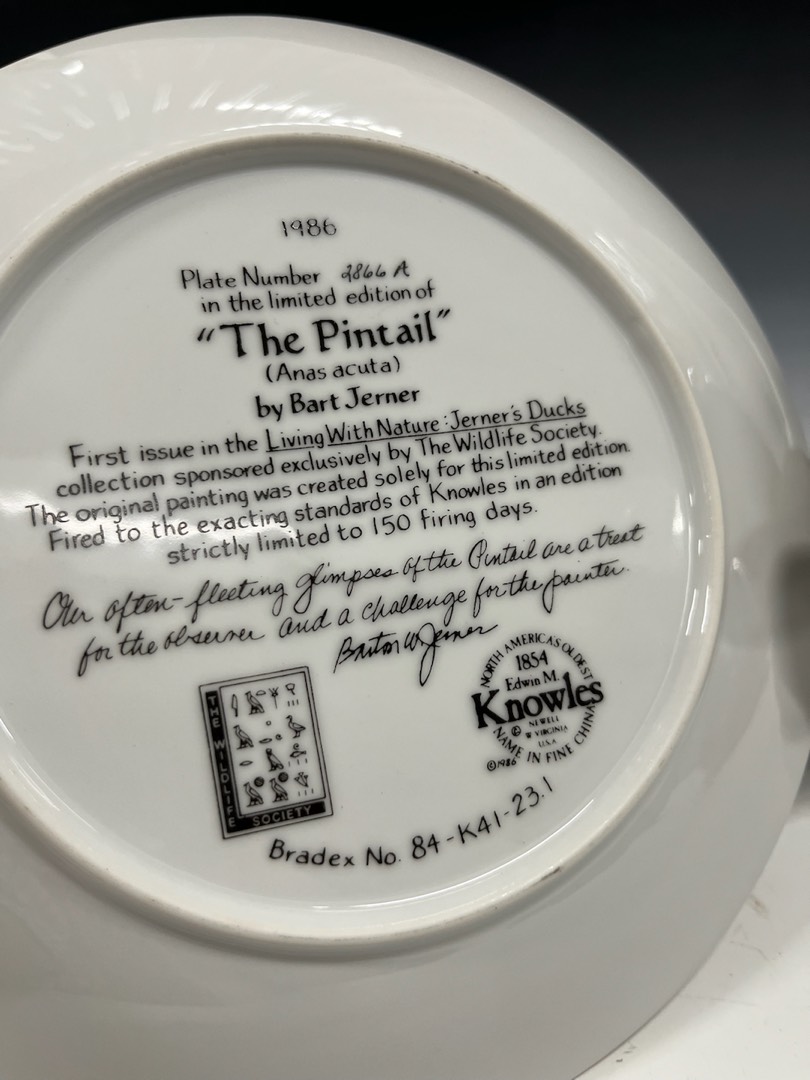 1986
Plate Number 2866 A
in the limited edition of
"The Pintail"
(Anas acuta)
by Bart Jerner
First issue in the Living With Nature: Jerner's Ducks
collection sponsored exclusively by The Wildlife Society.
The original painting was created solely for this limited edition.
Fired to the exacting standards of Knowles in an edition
strictly limited to 150 firing days.
Our often-fleeting glimpses of the Pintail are a treat
for the observer and a challenge for the painter.
Barton W Jerner
THE WILDLIFE
SOCIETY
NORTH AMERICAS OLDEST
1854
Edwin M.
Knowles
©
NEWELL
W VIRGINIA
U.S.A
NAME IN FINE CHINA
©1986
Bradex No. 84-K41-23.1